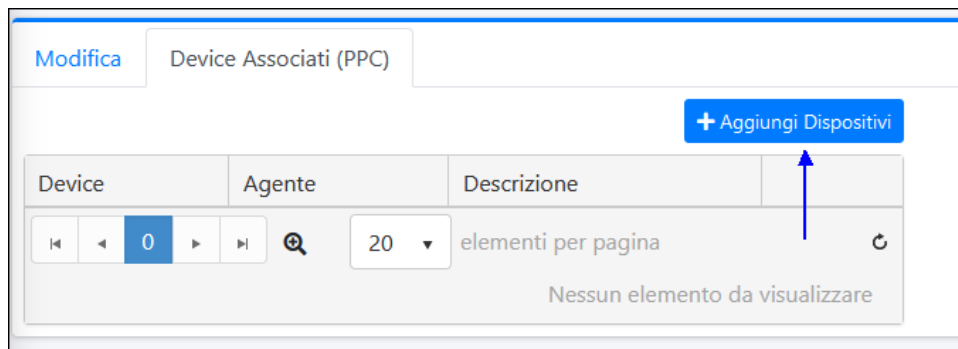 Modifica Device Associati (PPC)
Aggiungi Dispositivi
Device Agente Descrizione
0 20 elementi per pagina
Nessun elemento da visualizzare